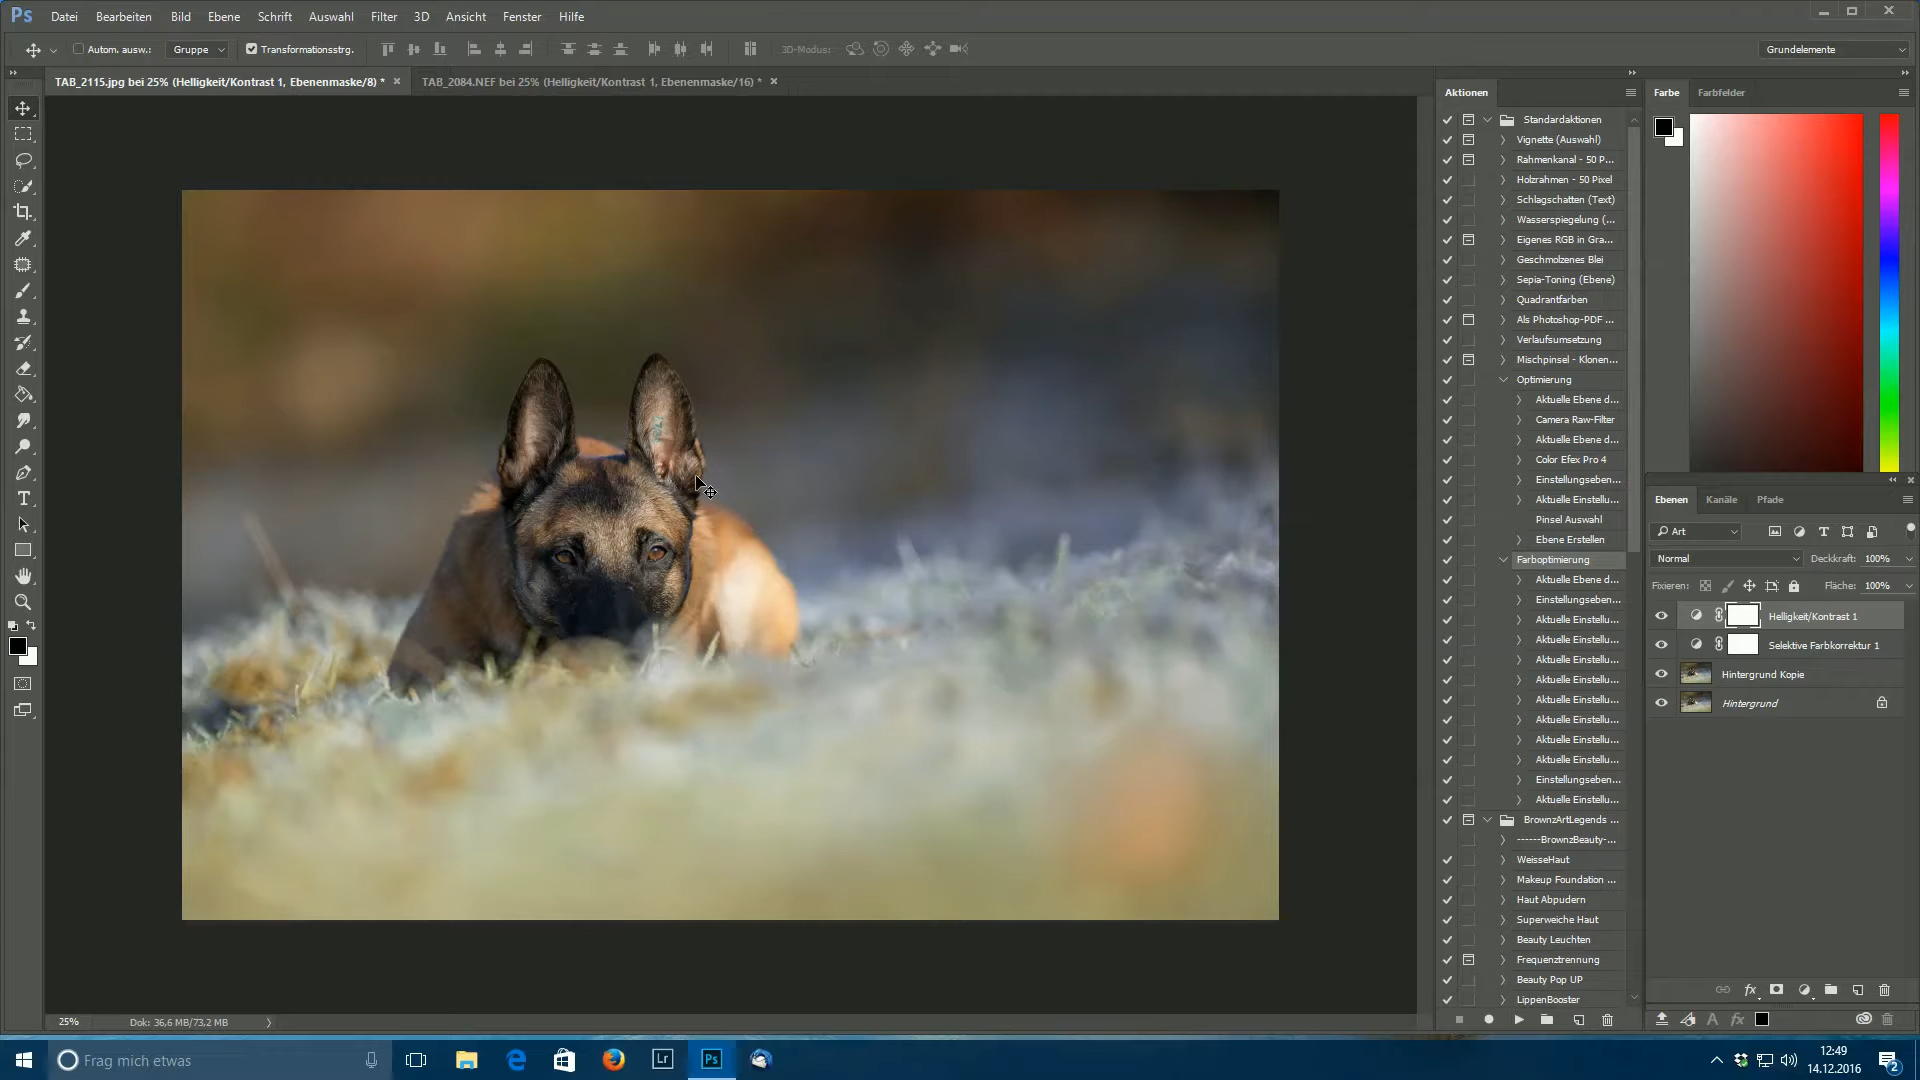 Ps Datei Bearbeiten Bild Ebene Schrift Auswahl Filter 3D Ansicht Fenster Hilfe
Autom. ausw.: Gruppe Transformationsstrg. 3D-Modus: Grundelemente
TAB_2115.jpg bei 25% (Helligkeit/Kontrast 1, Ebenenmaske/8) * TAB_2084.NEF bei 25% (Helligkeit/Kontrast 1, Ebenenmaske/16) *
Aktionen
Standardaktionen
Vignette (Auswahl)
Rahmenkanal - 50 P...
Holzrahmen - 50 Pixel
Schlagschatten (Text)
Wasserspiegelung (...
Eigenes RGB in Gra...
Geschmolzenes Blei
Sepia-Toning (Ebene)
Quadrantfarben
Als Photoshop-PDF ...
Verlaufsumsetzung
Mischpinsel - Klonen...
Optimierung
Aktuelle Ebene d...
Camera Raw-Filter
Aktuelle Ebene d...
Color Efex Pro 4
Einstellungseben...
Aktuelle Einstellu...
Pinsel Auswahl
Ebene Erstellen
Farboptimierung
Aktuelle Ebene d...
Einstellungseben...
Aktuelle Einstellu...
Aktuelle Einstellu...
Aktuelle Einstellu...
Aktuelle Einstellu...
Aktuelle Einstellu...
Aktuelle Einstellu...
Aktuelle Einstellu...
Aktuelle Einstellu...
Einstellungseben...
Aktuelle Einstellu...
BrownzArtLegends ...
------BrownzBeauty-...
WeisseHaut
Makeup Foundation ...
Haut Abpudern
Superweiche Haut
Beauty Leuchten
Frequenztrennung
Beauty Pop UP
LippenBooster
Farbe Farbfelder
Ebenen Kanäle Pfade
Art
Normal Deckkraft: 100%
Fixieren: Fläche: 100%
Helligkeit/Kontrast 1
Selektive Farbkorrektur 1
Hintergrund Kopie
Hintergrund
25% Dok: 36,6 MB/73,2 MB
Frag mich etwas Lr Ps
12:49
14.12.2016
2